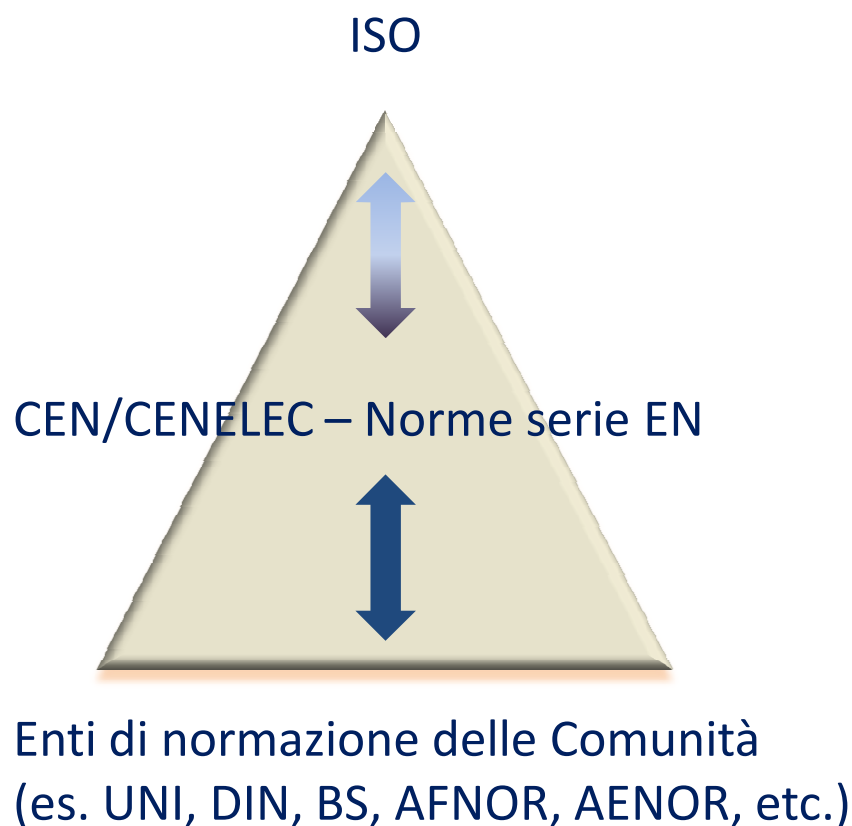 ISO
CEN/CENELEC – Norme serie EN
Enti di normazione delle Comunità
(es. UNI, DIN, BS, AFNOR, AENOR, etc.)